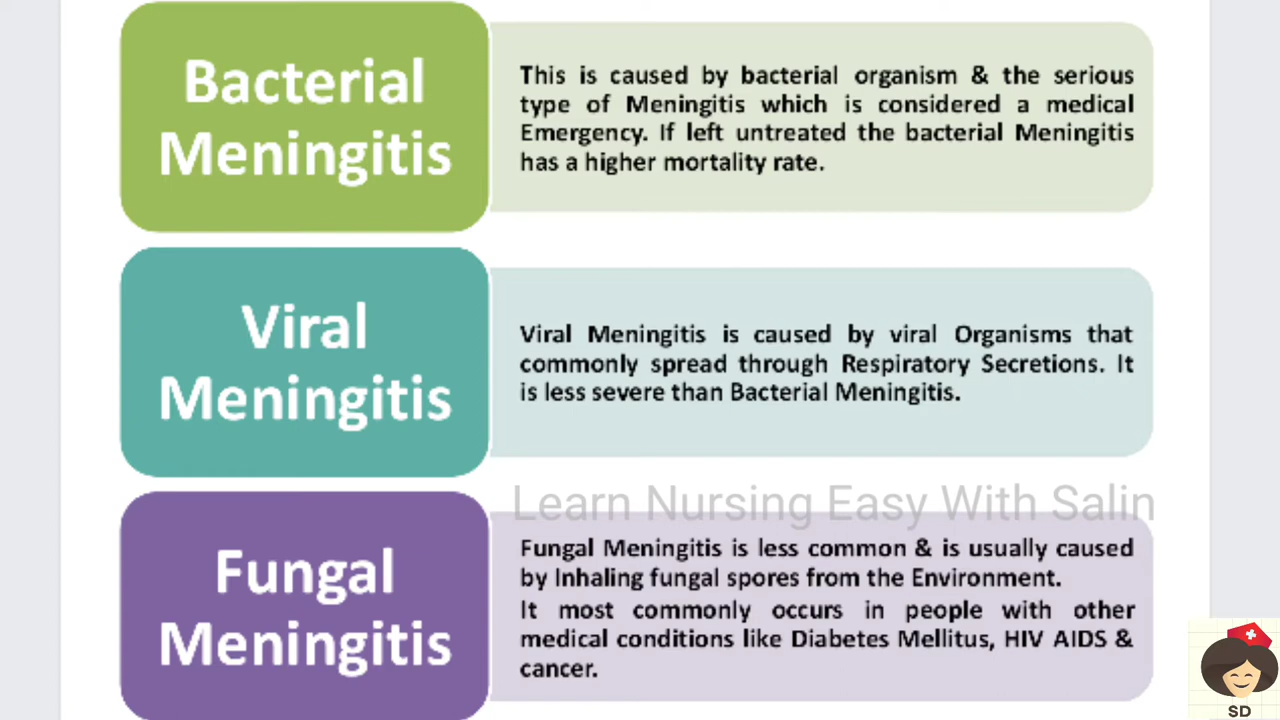 Bacterial
Meningitis
This is caused by bacterial organism & the serious
type of Meningitis which is considered a medical
Emergency. If left untreated the bacterial Meningitis
has a higher mortality rate.
Viral
Meningitis
Viral Meningitis is caused by viral Organisms that
commonly spread through Respiratory Secretions. It
is less severe than Bacterial Meningitis.
Learn Nursing Easy With Salin
Fungal
Meningitis
Fungal Meningitis is less common & is usually caused
by Inhaling fungal spores from the Environment.
It most commonly occurs in people with other
medical conditions like Diabetes Mellitus, HIV AIDS &
cancer.
SD